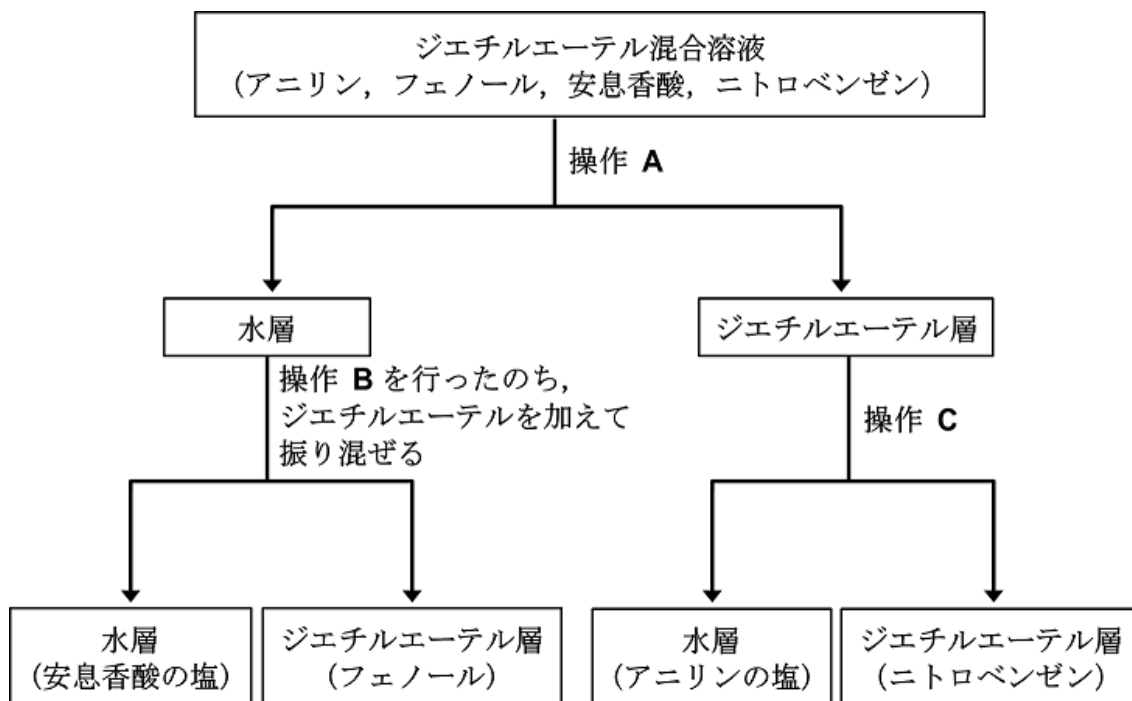 ジエチルエーテル混合溶液
(アニリン，フェノール，安息香酸，ニトロベンゼン)
操作 A
水層
ジエチルエーテル層
操作 B を行ったのち，
ジエチルエーテルを加えて
振り混ぜる
操作 C
水層
(安息香酸の塩)
ジエチルエーテル層
(フェノール)
水層
(アニリンの塩)
ジエチルエーテル層
(ニトロベンゼン)